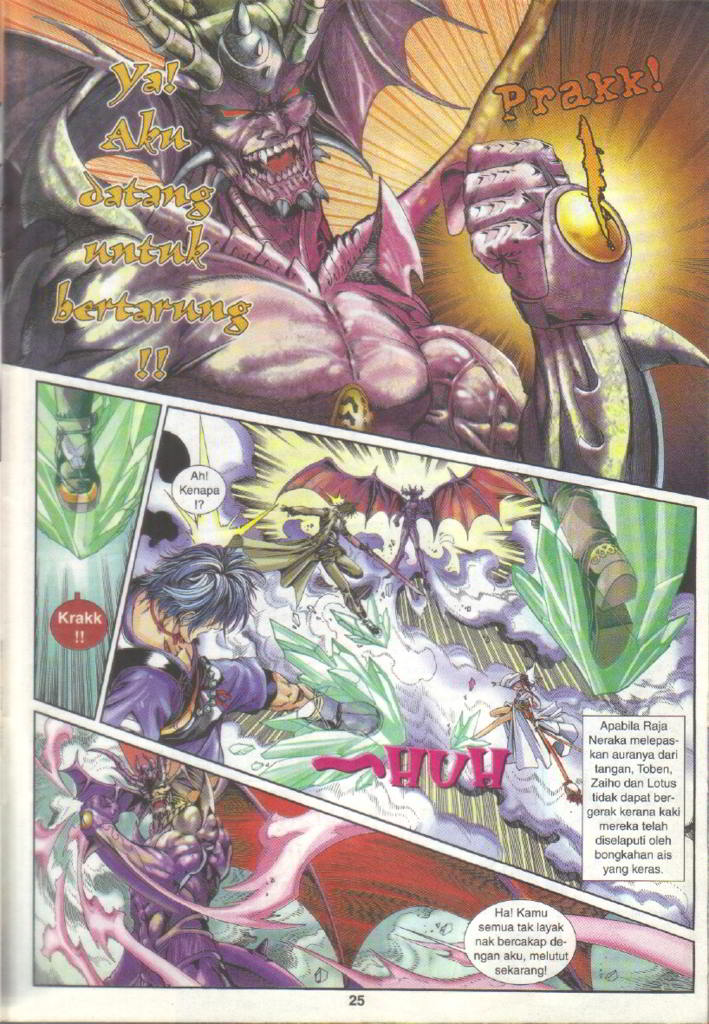 Ya!
Aku
datang
untuk
bertarung
!!
Prakk!
Krakk
!!
Ah!
Kenapa
!?
~HUH
Apabila Raja
Neraka melepas-
kan auranya dari
tangan, Toben,
Zaiho dan Lotus
tidak dapat ber-
gerak kerana kaki
mereka telah
diselaputi oleh
bongkahan ais
yang keras.
Ha! Kamu
semua tak layak
nak bercakap de-
ngan aku, melutut
sekarang!
25